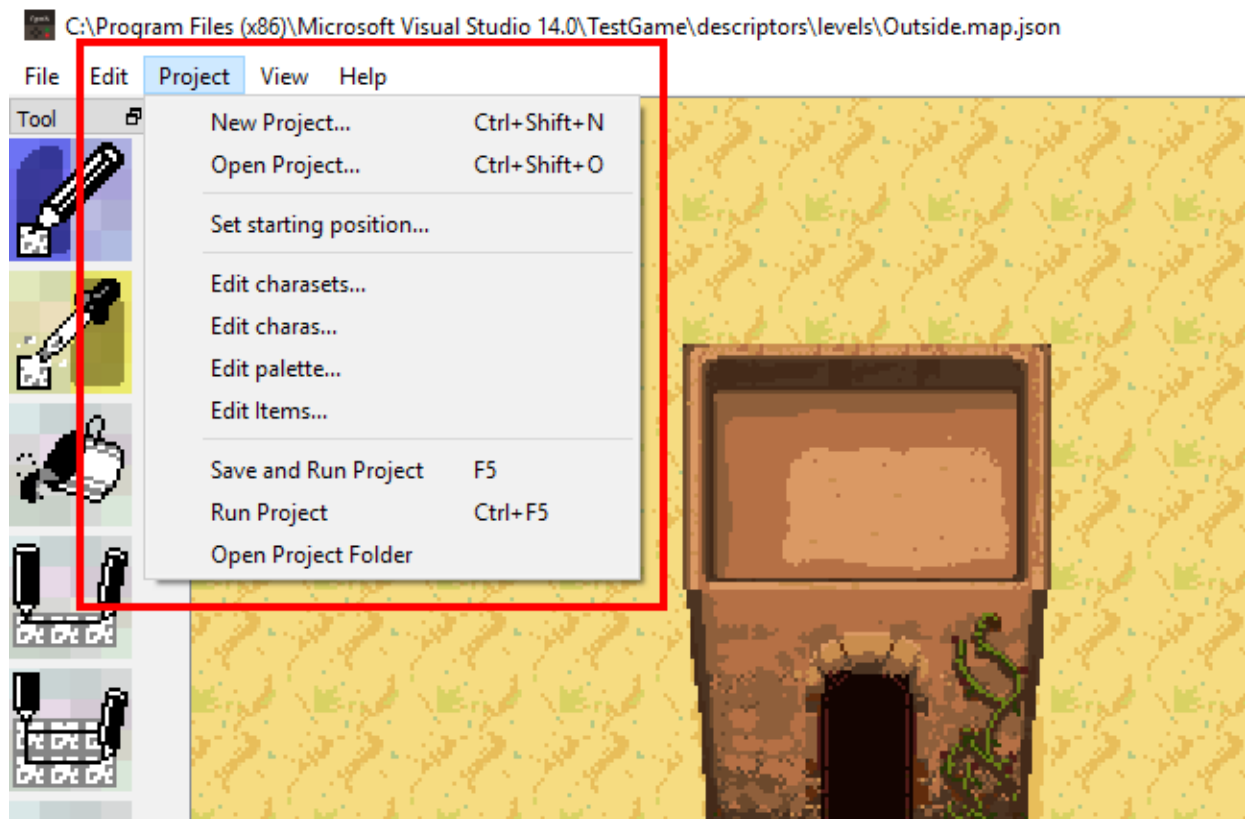 C:\Program Files (x86)\Microsoft Visual Studio 14.0\TestGame\descriptors\levels\Outside.map.json
File Edit Project View Help
Tool
New Project... Ctrl+Shift+N
Open Project... Ctrl+Shift+O
Set starting position...
Edit charasets...
Edit charas...
Edit palette...
Edit Items...
Save and Run Project F5
Run Project Ctrl+F5
Open Project Folder